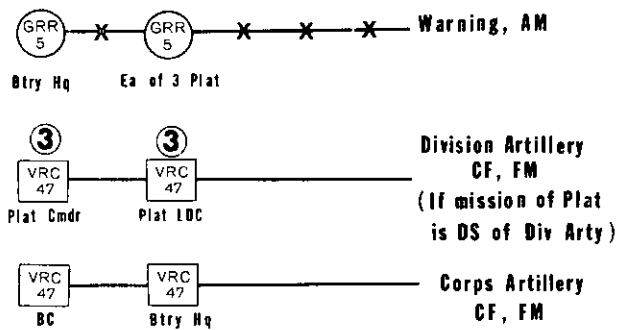 GRR
5
GRR
5
X X X X Warning, AM
Btry Hq
Ea of 3 Plat
3
3
VRC
47
VRC
47
Plat Cmdr
Plat LOC
Division Artillery
CF, FM
(If mission of Plat
is DS of Div Arty)
VRC
47
VRC
47
BC
Btry Hq
Corps Artillery
CF, FM